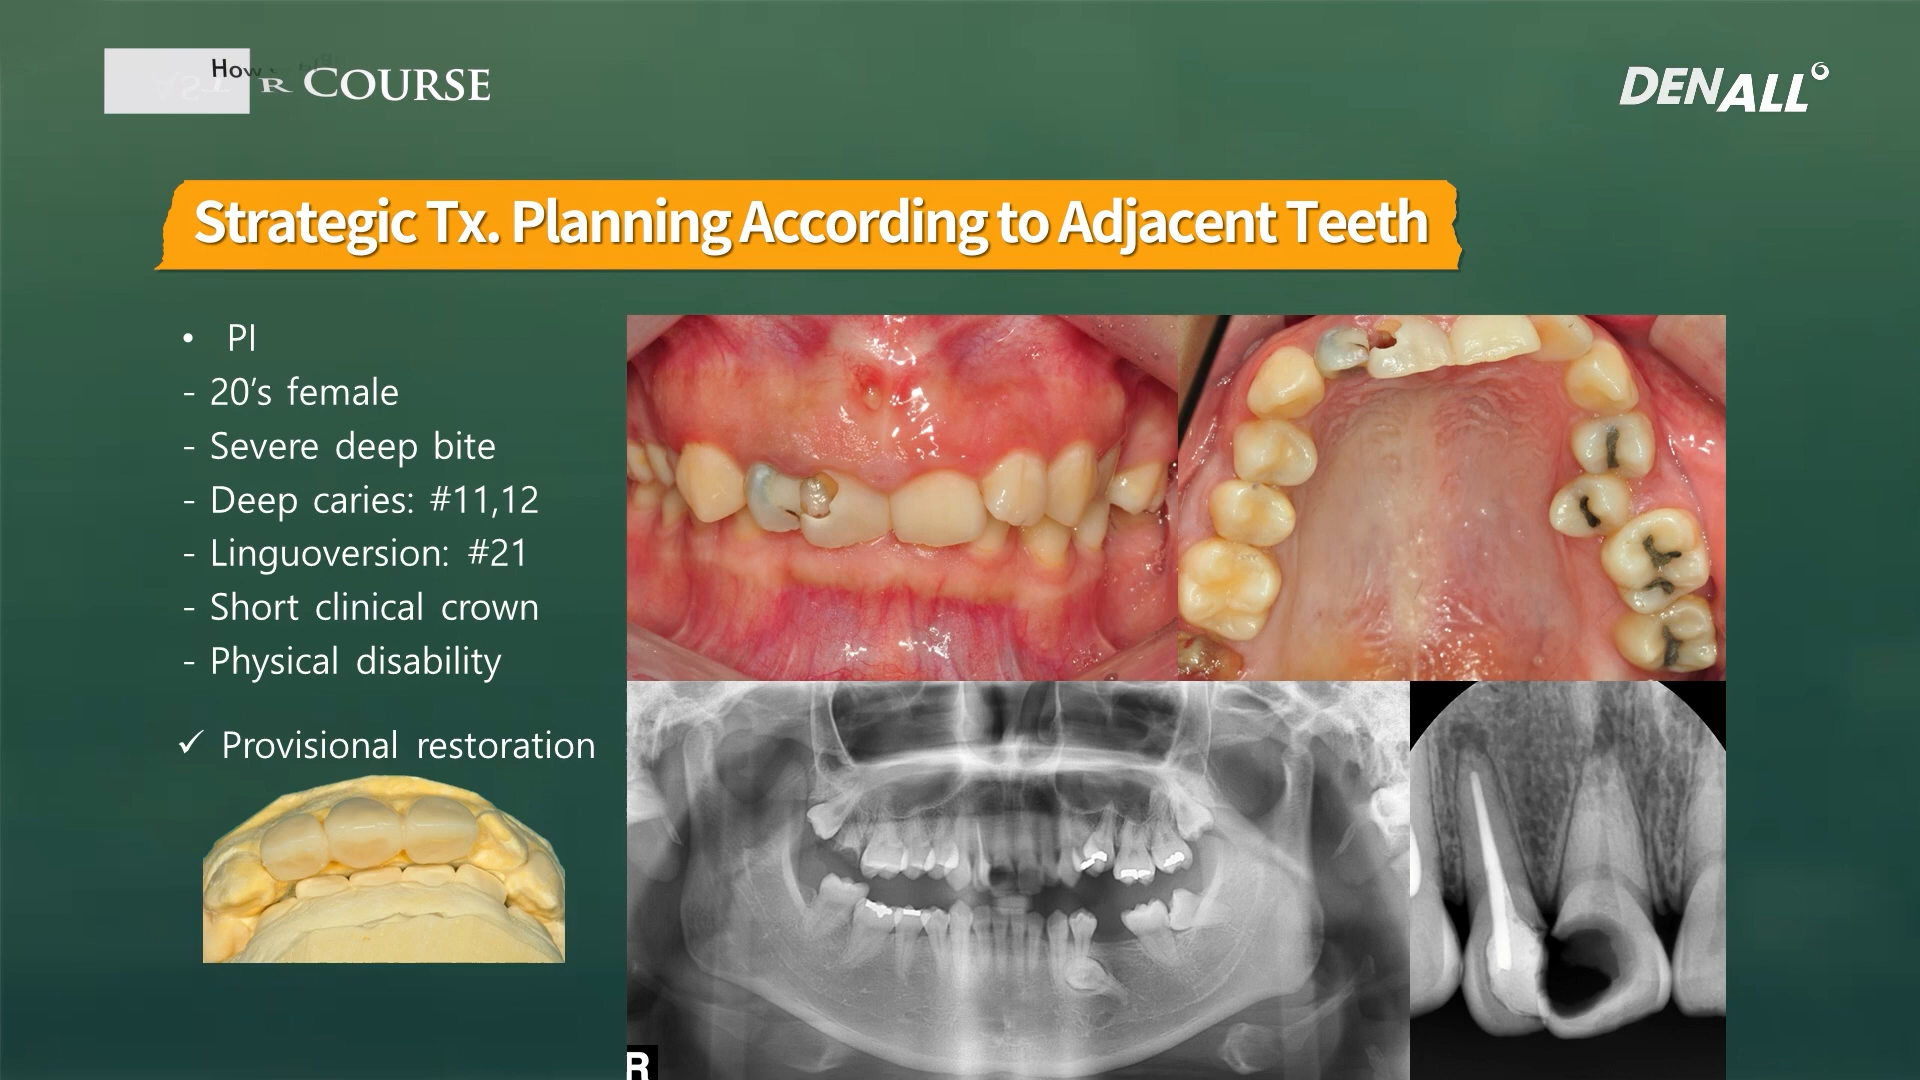 How
COURSE
DENALL
Strategic Tx. Planning According to Adjacent Teeth
• PI
- 20's female
- Severe deep bite
- Deep caries: #11,12
- Linguoversion: #21
- Short clinical crown
- Physical disability
✓ Provisional restoration
R